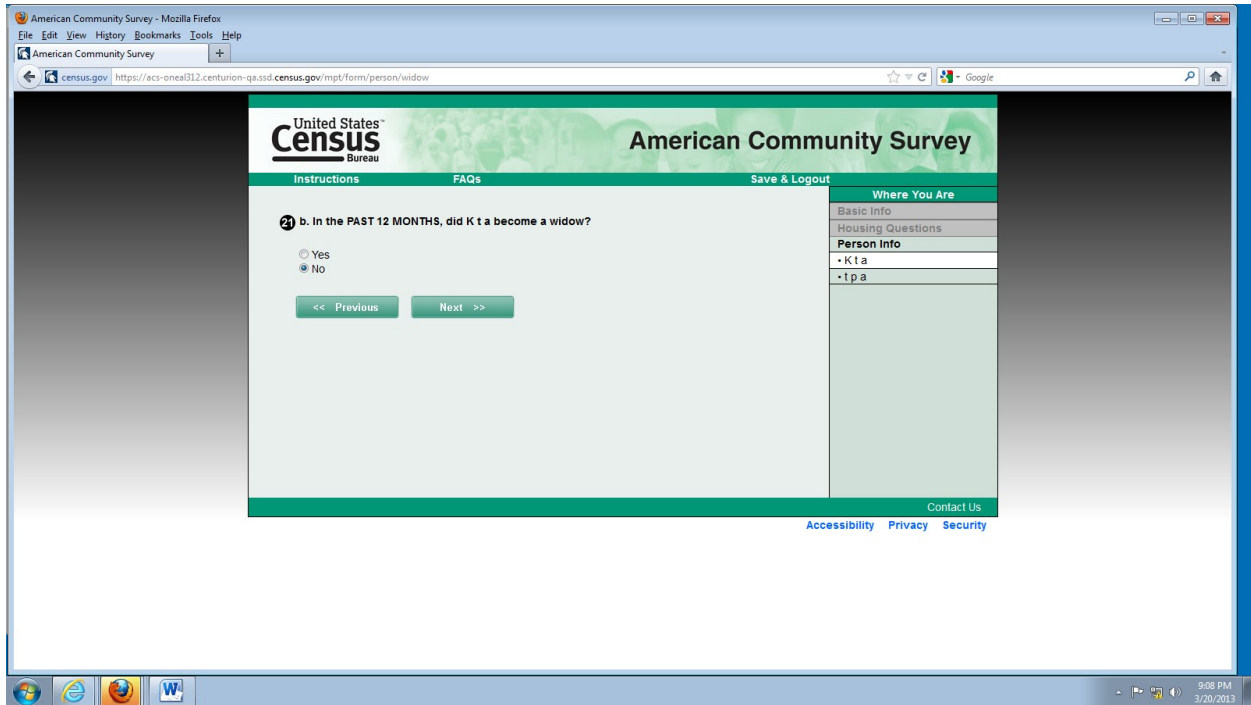 American Community Survey - Mozilla Firefox
File Edit View History Bookmarks Tools Help
American Community Survey +
census.gov https://acs-oneal312.centurion-qa.ssd.census.gov/mpt/form/person/widow Google
United States™
Census
Bureau
American Community Survey
Instructions FAQs Save & Logout
Where You Are
Basic Info
Housing Questions
Person Info
• K t a
• t p a
21 b. In the PAST 12 MONTHS, did K t a become a widow?
Yes
No
<< Previous Next >>
Contact Us
Accessibility Privacy Security
W
9:08 PM
3/20/2013